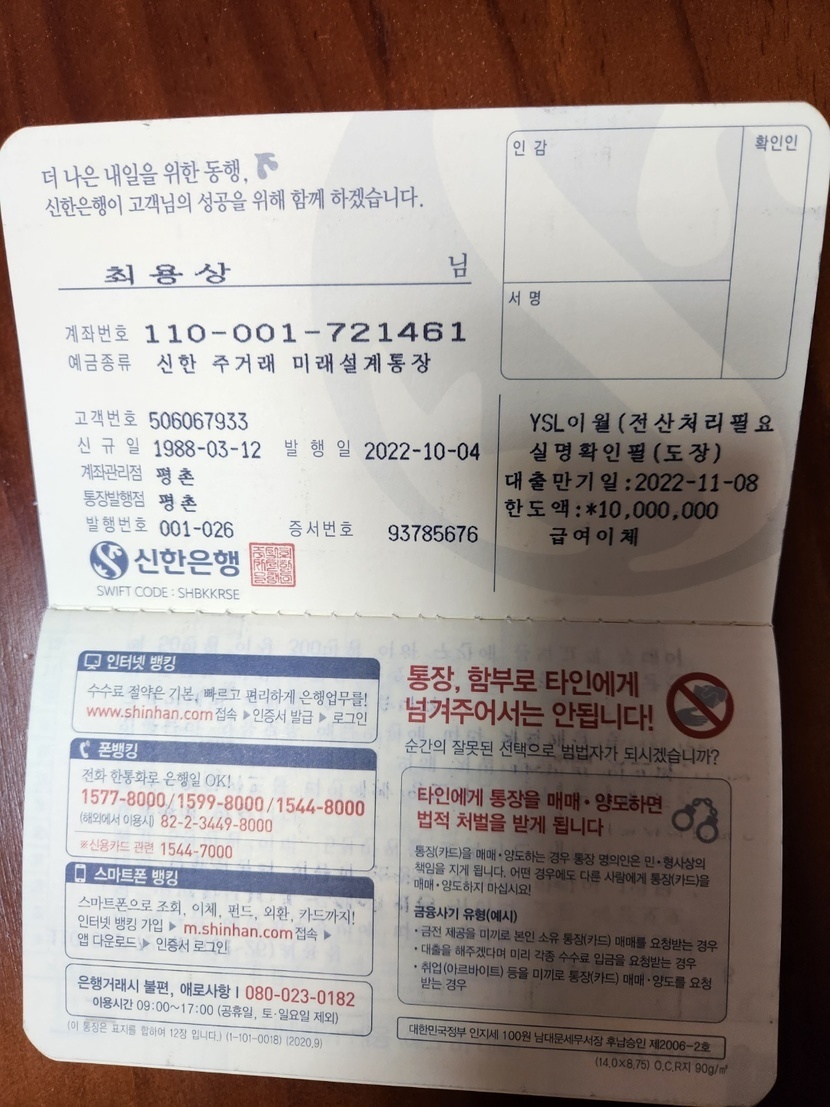 더 나은 내일을 위한 동행,
신한은행이 고객님의 성공을 위해 함께 하겠습니다.
인 감
확인인
서 명
최용상 님
계좌번호 110-001-721461
예금종류 신한 주거래 미래설계통장
고객번호 506067933
신 규 일 1988-03-12 발 행 일 2022-10-04
계좌관리점 평촌
통장발행점 평촌
발행번호 001-026 증서번호 93785676
신한은행
SWIFT CODE : SHBKKRSE
YSL이월(전산처리필요
실명확인필(도장)
대출만기일:2022-11-08
한도액:*10,000,000
급여이체
인터넷 뱅킹
수수료 절약은 기본, 빠르고 편리하게 은행업무를!
www.shinhan.com 접속 ▶ 인증서 발급 ▶ 로그인
폰뱅킹
전화 한통화로 은행일 OK!
1577-8000/1599-8000/1544-8000
(해외에서 이용시) 82-2-3449-8000
※신용카드 관련 1544-7000
스마트폰 뱅킹
스마트폰으로 조회, 이체, 펀드, 외환, 카드까지!
인터넷 뱅킹 가입 ▶ m.shinhan.com 접속 ▶
앱 다운로드 ▶ 인증서 로그인
은행거래시 불편, 애로사항 | 080-023-0182
이용시간 09:00~17:00 (공휴일, 토·일요일 제외)
(이 통장은 표지를 합하여 12장 입니다.) (1-101-0018) (2020.9)
통장, 함부로 타인에게
넘겨주어서는 안됩니다!
순간의 잘못된 선택으로 범법자가 되시겠습니까?
타인에게 통장을 매매·양도하면
법적 처벌을 받게 됩니다
통장(카드)을 매매·양도하는 경우 통장 명의인은 민·형사상의
책임을 지게 됩니다. 어떤 경우에도 다른 사람에게 통장(카드)을
매매·양도하지 마십시요!
금융사기 유형(예시)
· 금전 제공을 미끼로 본인 소유 통장(카드) 매매를 요청받는 경우
· 대출을 해주겠다며 미리 각종 수수료 입금을 요청받는 경우
· 취업(아르바이트) 등을 미끼로 통장(카드) 매매·양도를 요청
받는 경우
대한민국정부 인지세 100원 남대문세무서장 후납승인 제2006-2호
(14.0×8.75) O.C.R지 90g/㎡